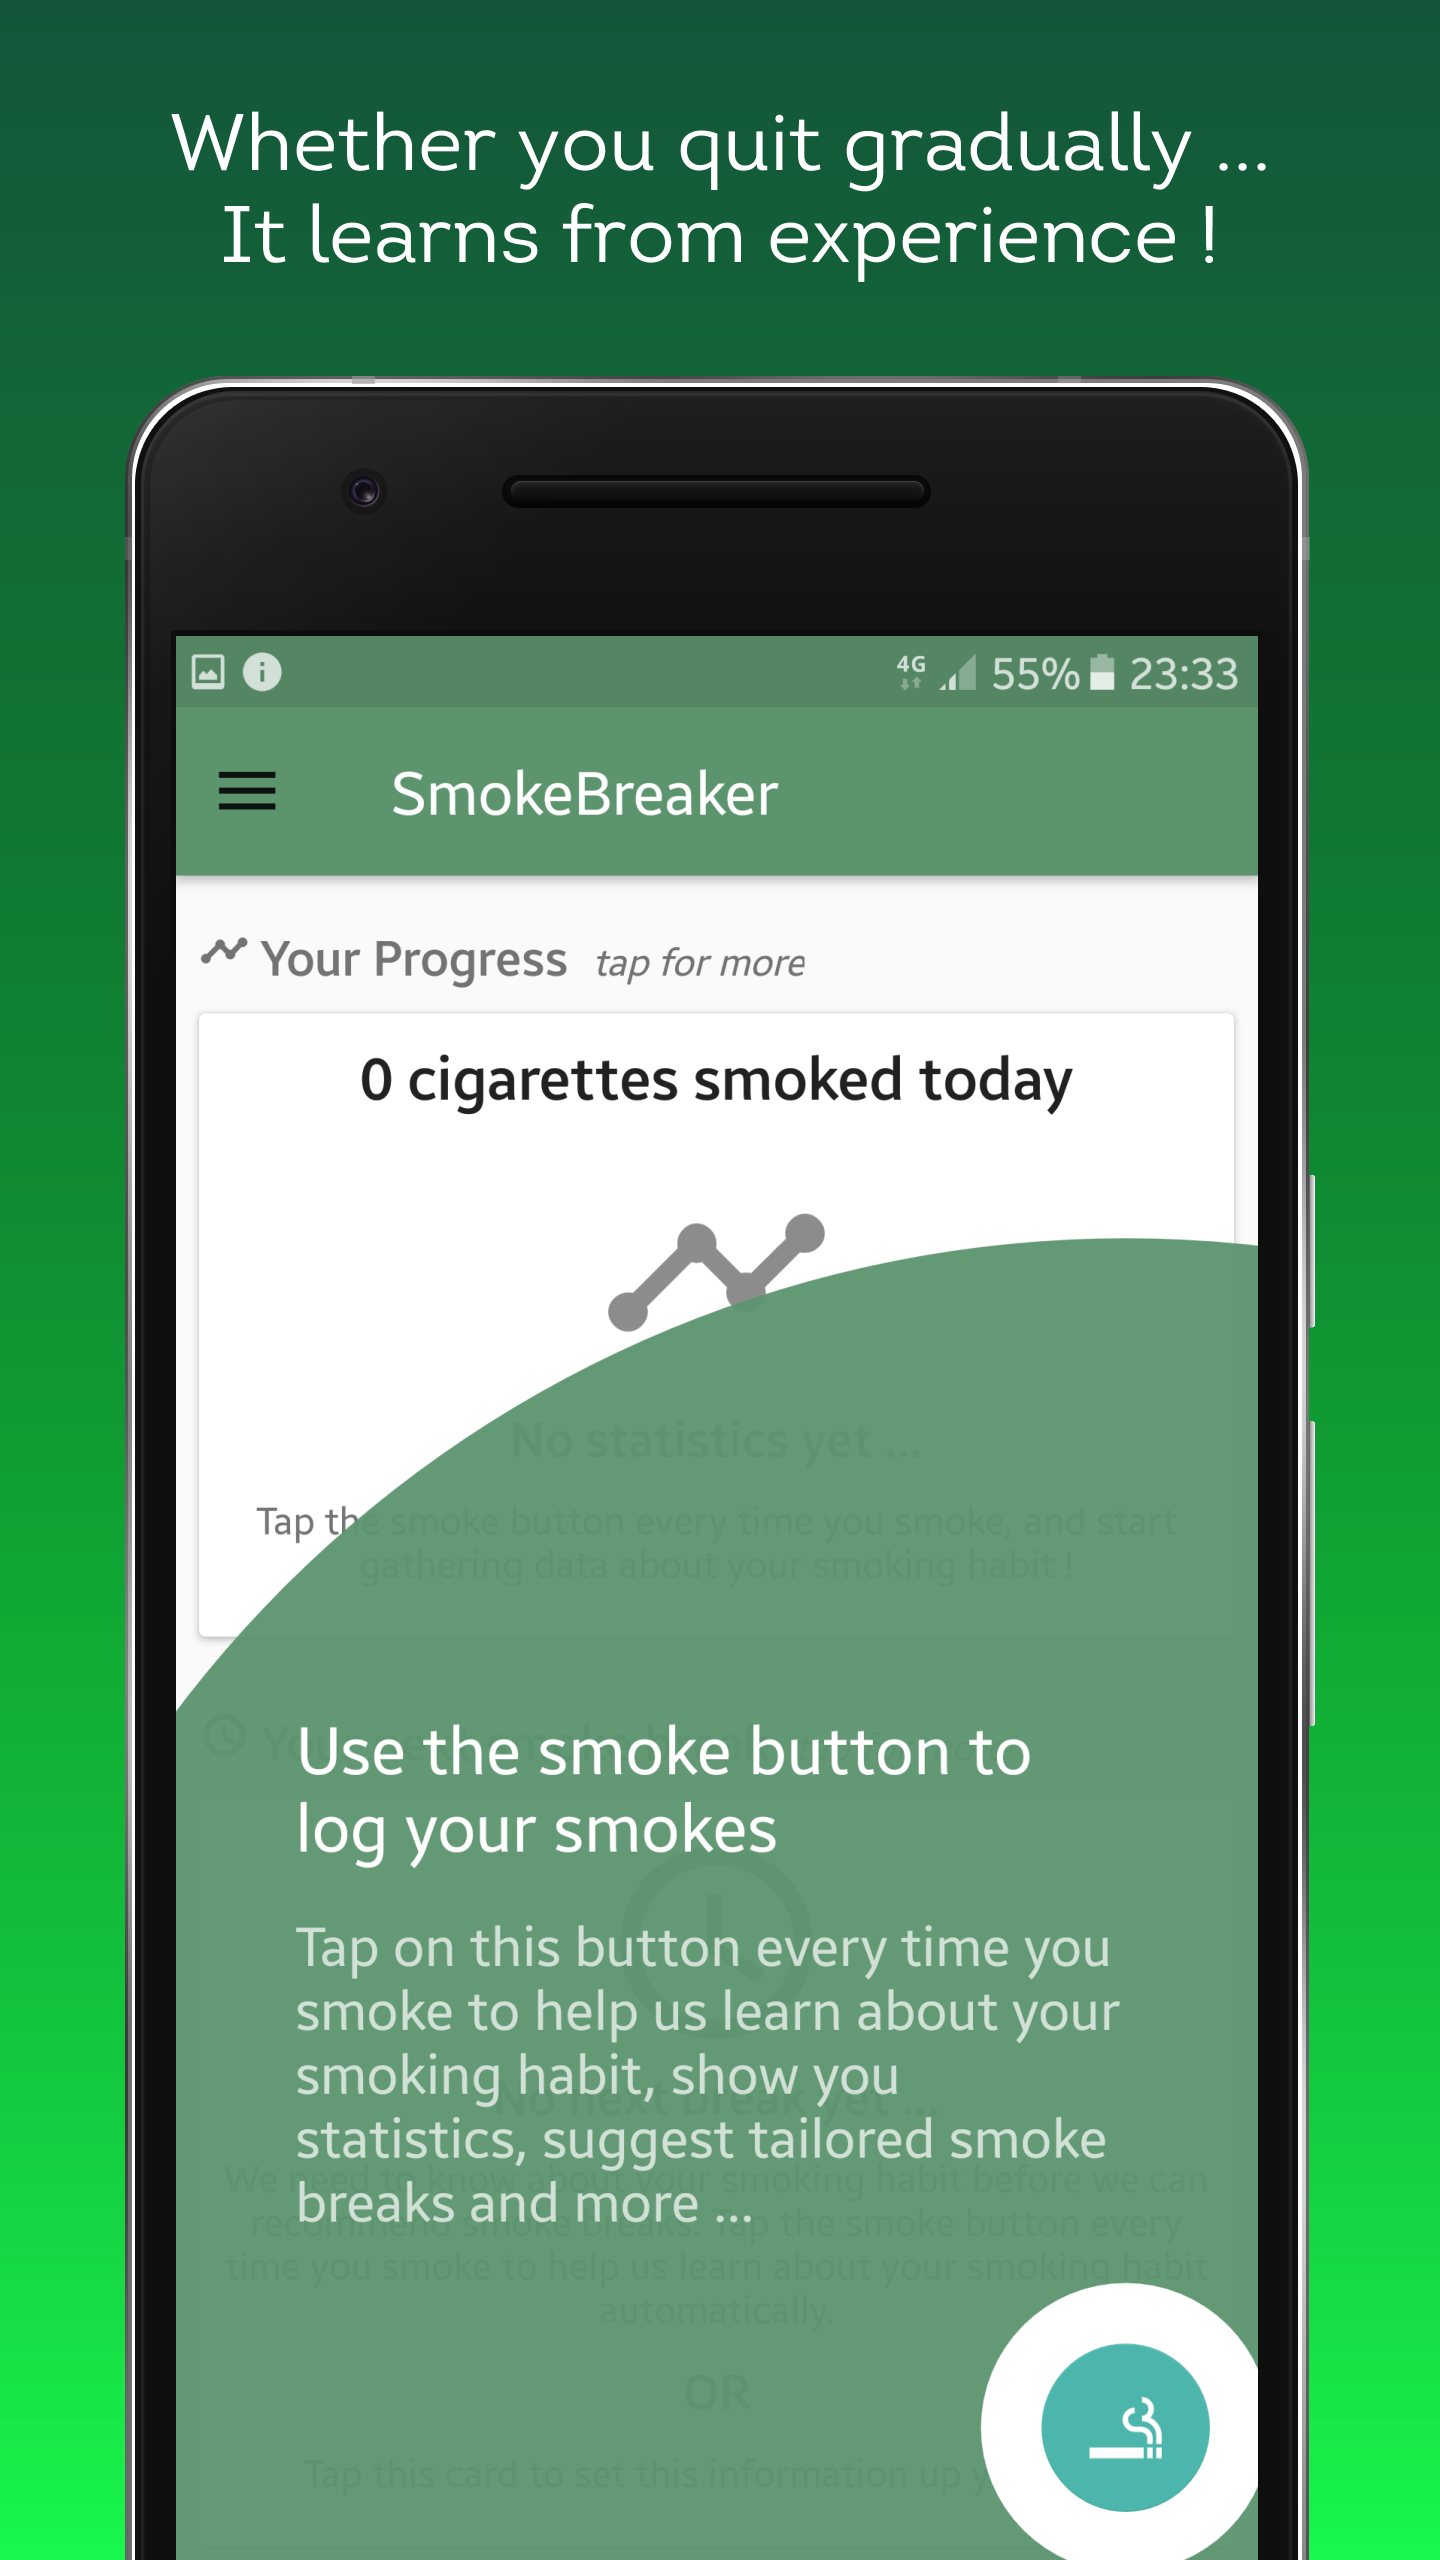 Whether you quit gradually ...
It learns from experience !
4G 55% 23:33
SmokeBreaker
Your Progress tap for more
0 cigarettes smoked today
No statistics yet ...
Tap the smoke button every time you smoke, and start
gathering data about your smoking habit !
Use the smoke button to
log your smokes
Tap on this button every time you
smoke to help us learn about your
smoking habit, show you
statistics, suggest tailored smoke
breaks and more ...
No next break yet ...
We need to know about your smoking habit before we can
recommend smoke breaks. Tap the smoke button every
time you smoke to help us learn about your smoking habit
automatically.
OR
Tap this card to set this information up